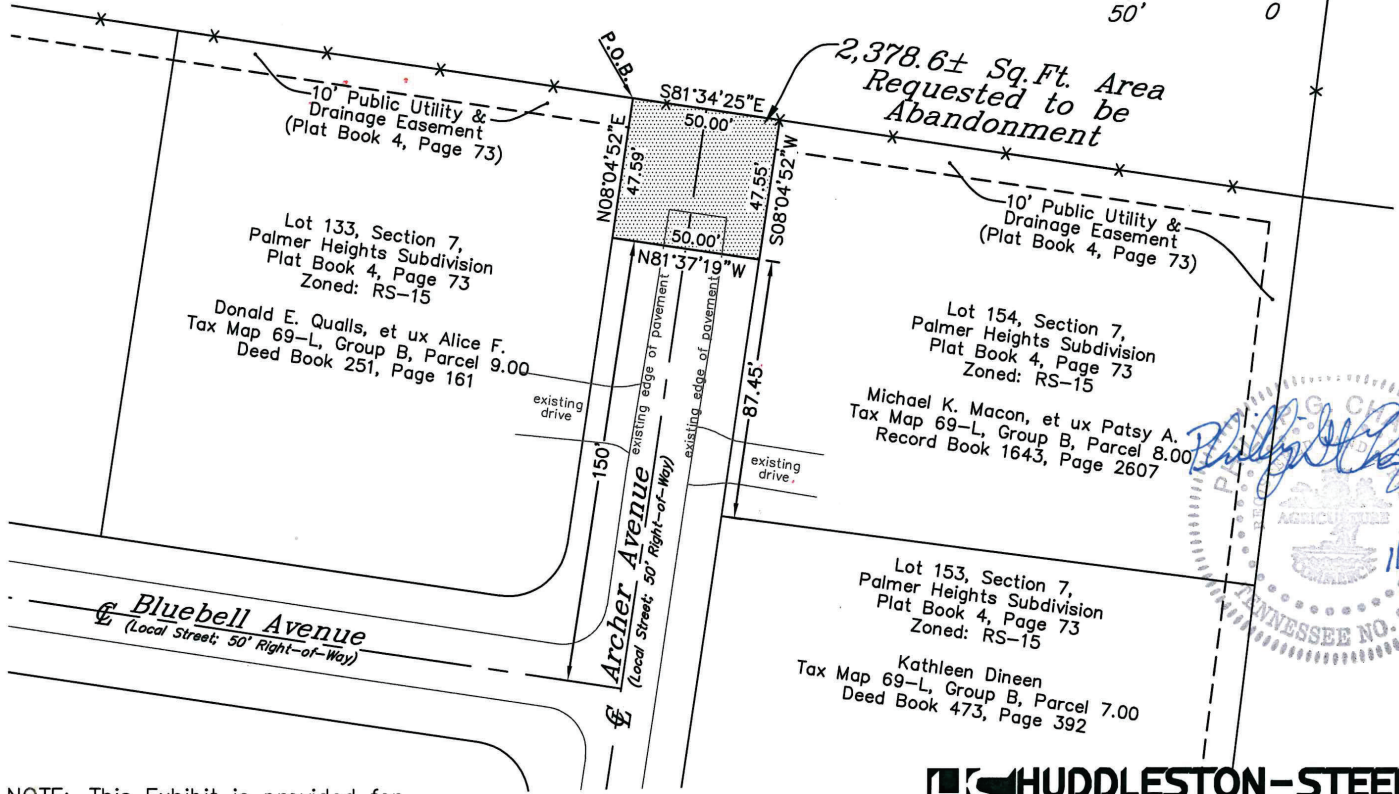 50'
0
2,378.6± Sq.Ft. Area
Requested to be
Abandonment
P.O.B.
S81°34'25"E
50.00'
N08°04'52"E
47.59'
47.55'
S08°04'52"W
50.00'
N81°37'19"W
10' Public Utility &
Drainage Easement
(Plat Book 4, Page 73)
10' Public Utility &
Drainage Easement
(Plat Book 4, Page 73)
Lot 133, Section 7,
Palmer Heights Subdivision
Plat Book 4, Page 73
Zoned: RS-15
Donald E. Qualls, et ux Alice F.
Tax Map 69-L, Group B, Parcel 9.00
Deed Book 251, Page 161
Lot 154, Section 7,
Palmer Heights Subdivision
Plat Book 4, Page 73
Zoned: RS-15
Michael K. Macon, et ux Patsy A.
Tax Map 69-L, Group B, Parcel 8.00
Record Book 1643, Page 2607
existing
drive
existing edge of pavement
existing edge of pavement
existing
drive
150'
87.45'
Archer Avenue
(Local Street; 50' Right-of-Way)
Bluebell Avenue
(Local Street; 50' Right-of-Way)
Lot 153, Section 7,
Palmer Heights Subdivision
Plat Book 4, Page 73
Zoned: RS-15
Kathleen Dineen
Tax Map 69-L, Group B, Parcel 7.00
Deed Book 473, Page 392
AGRICULTURE
COMMERCE
TENNESSEE NO.
NOTE: This Exhibit is provided for
HUDDLESTON-STEEL